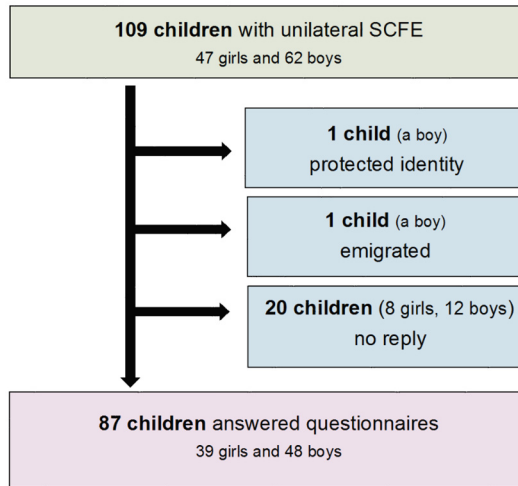 109 children with unilateral SCFE
47 girls and 62 boys
1 child (a boy)
protected identity
1 child (a boy)
emigrated
20 children (8 girls, 12 boys)
no reply
87 children answered questionnaires
39 girls and 48 boys